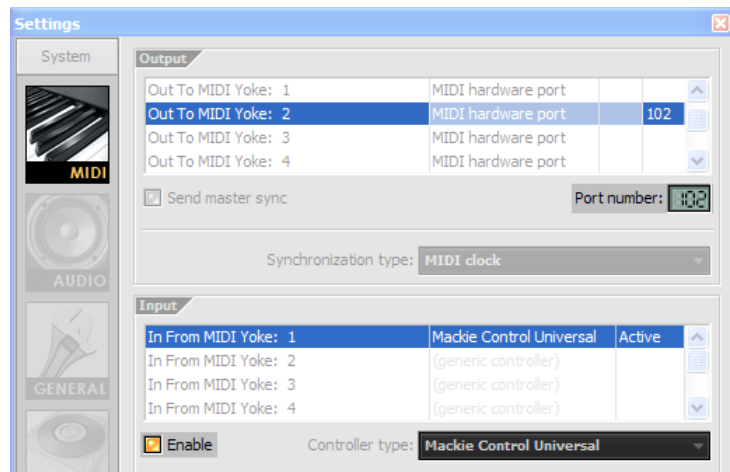 Settings
System
Output
Out To MIDI Yoke: 1 MIDI hardware port
Out To MIDI Yoke: 2 MIDI hardware port 102
Out To MIDI Yoke: 3 MIDI hardware port
Out To MIDI Yoke: 4 MIDI hardware port
MIDI
Send master sync Port number: 102
Synchronization type: MIDI clock
AUDIO
Input
In From MIDI Yoke: 1 Mackie Control Universal Active
In From MIDI Yoke: 2 (generic controller)
In From MIDI Yoke: 3 (generic controller)
In From MIDI Yoke: 4 (generic controller)
GENERAL
Enable Controller type: Mackie Control Universal